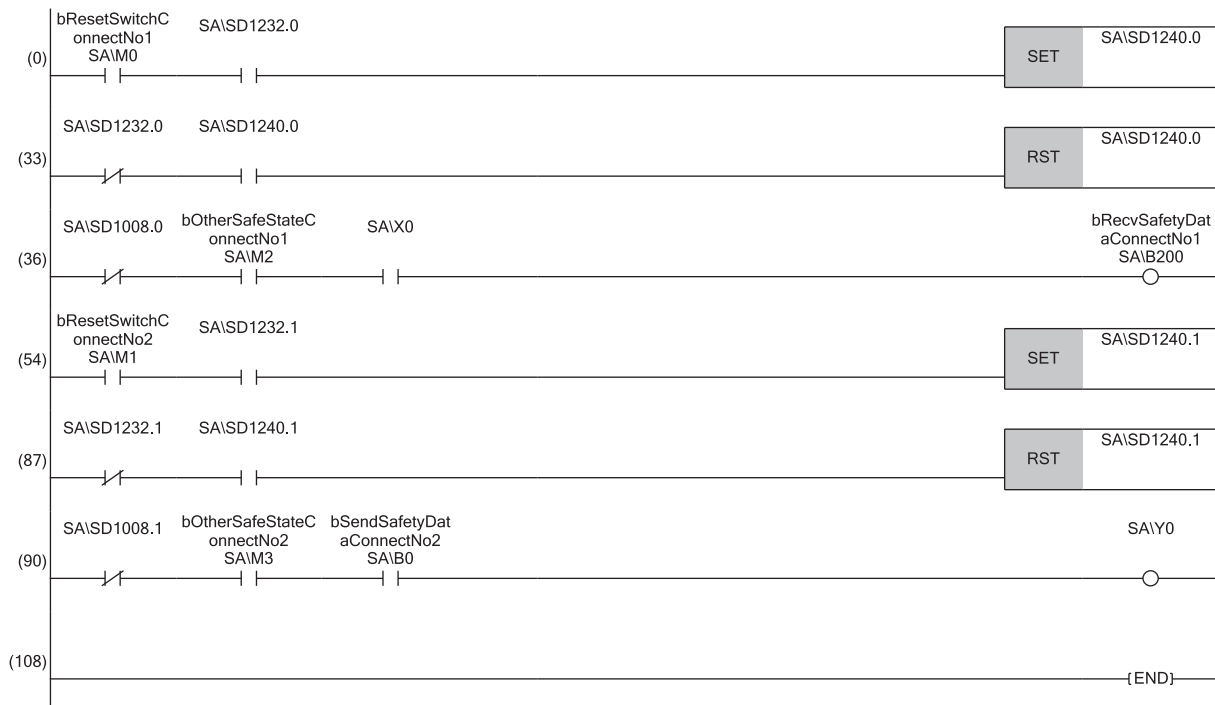 bResetSwitchC
onnectNo1
SA\M0
SA\SD1232.0
(0)
SET
SA\SD1240.0
SA\SD1232.0
SA\SD1240.0
(33)
RST
SA\SD1240.0
SA\SD1008.0
bOtherSafeStateC
onnectNo1
SA\M2
SA\X0
bRecvSafetyDat
aConnectNo1
SA\B200
(36)
bResetSwitchC
onnectNo2
SA\M1
SA\SD1232.1
(54)
SET
SA\SD1240.1
SA\SD1232.1
SA\SD1240.1
(87)
RST
SA\SD1240.1
SA\SD1008.1
bOtherSafeStateC
onnectNo2
SA\M3
bSendSafetyDat
aConnectNo2
SA\B0
SA\Y0
(90)
(108)
[END]